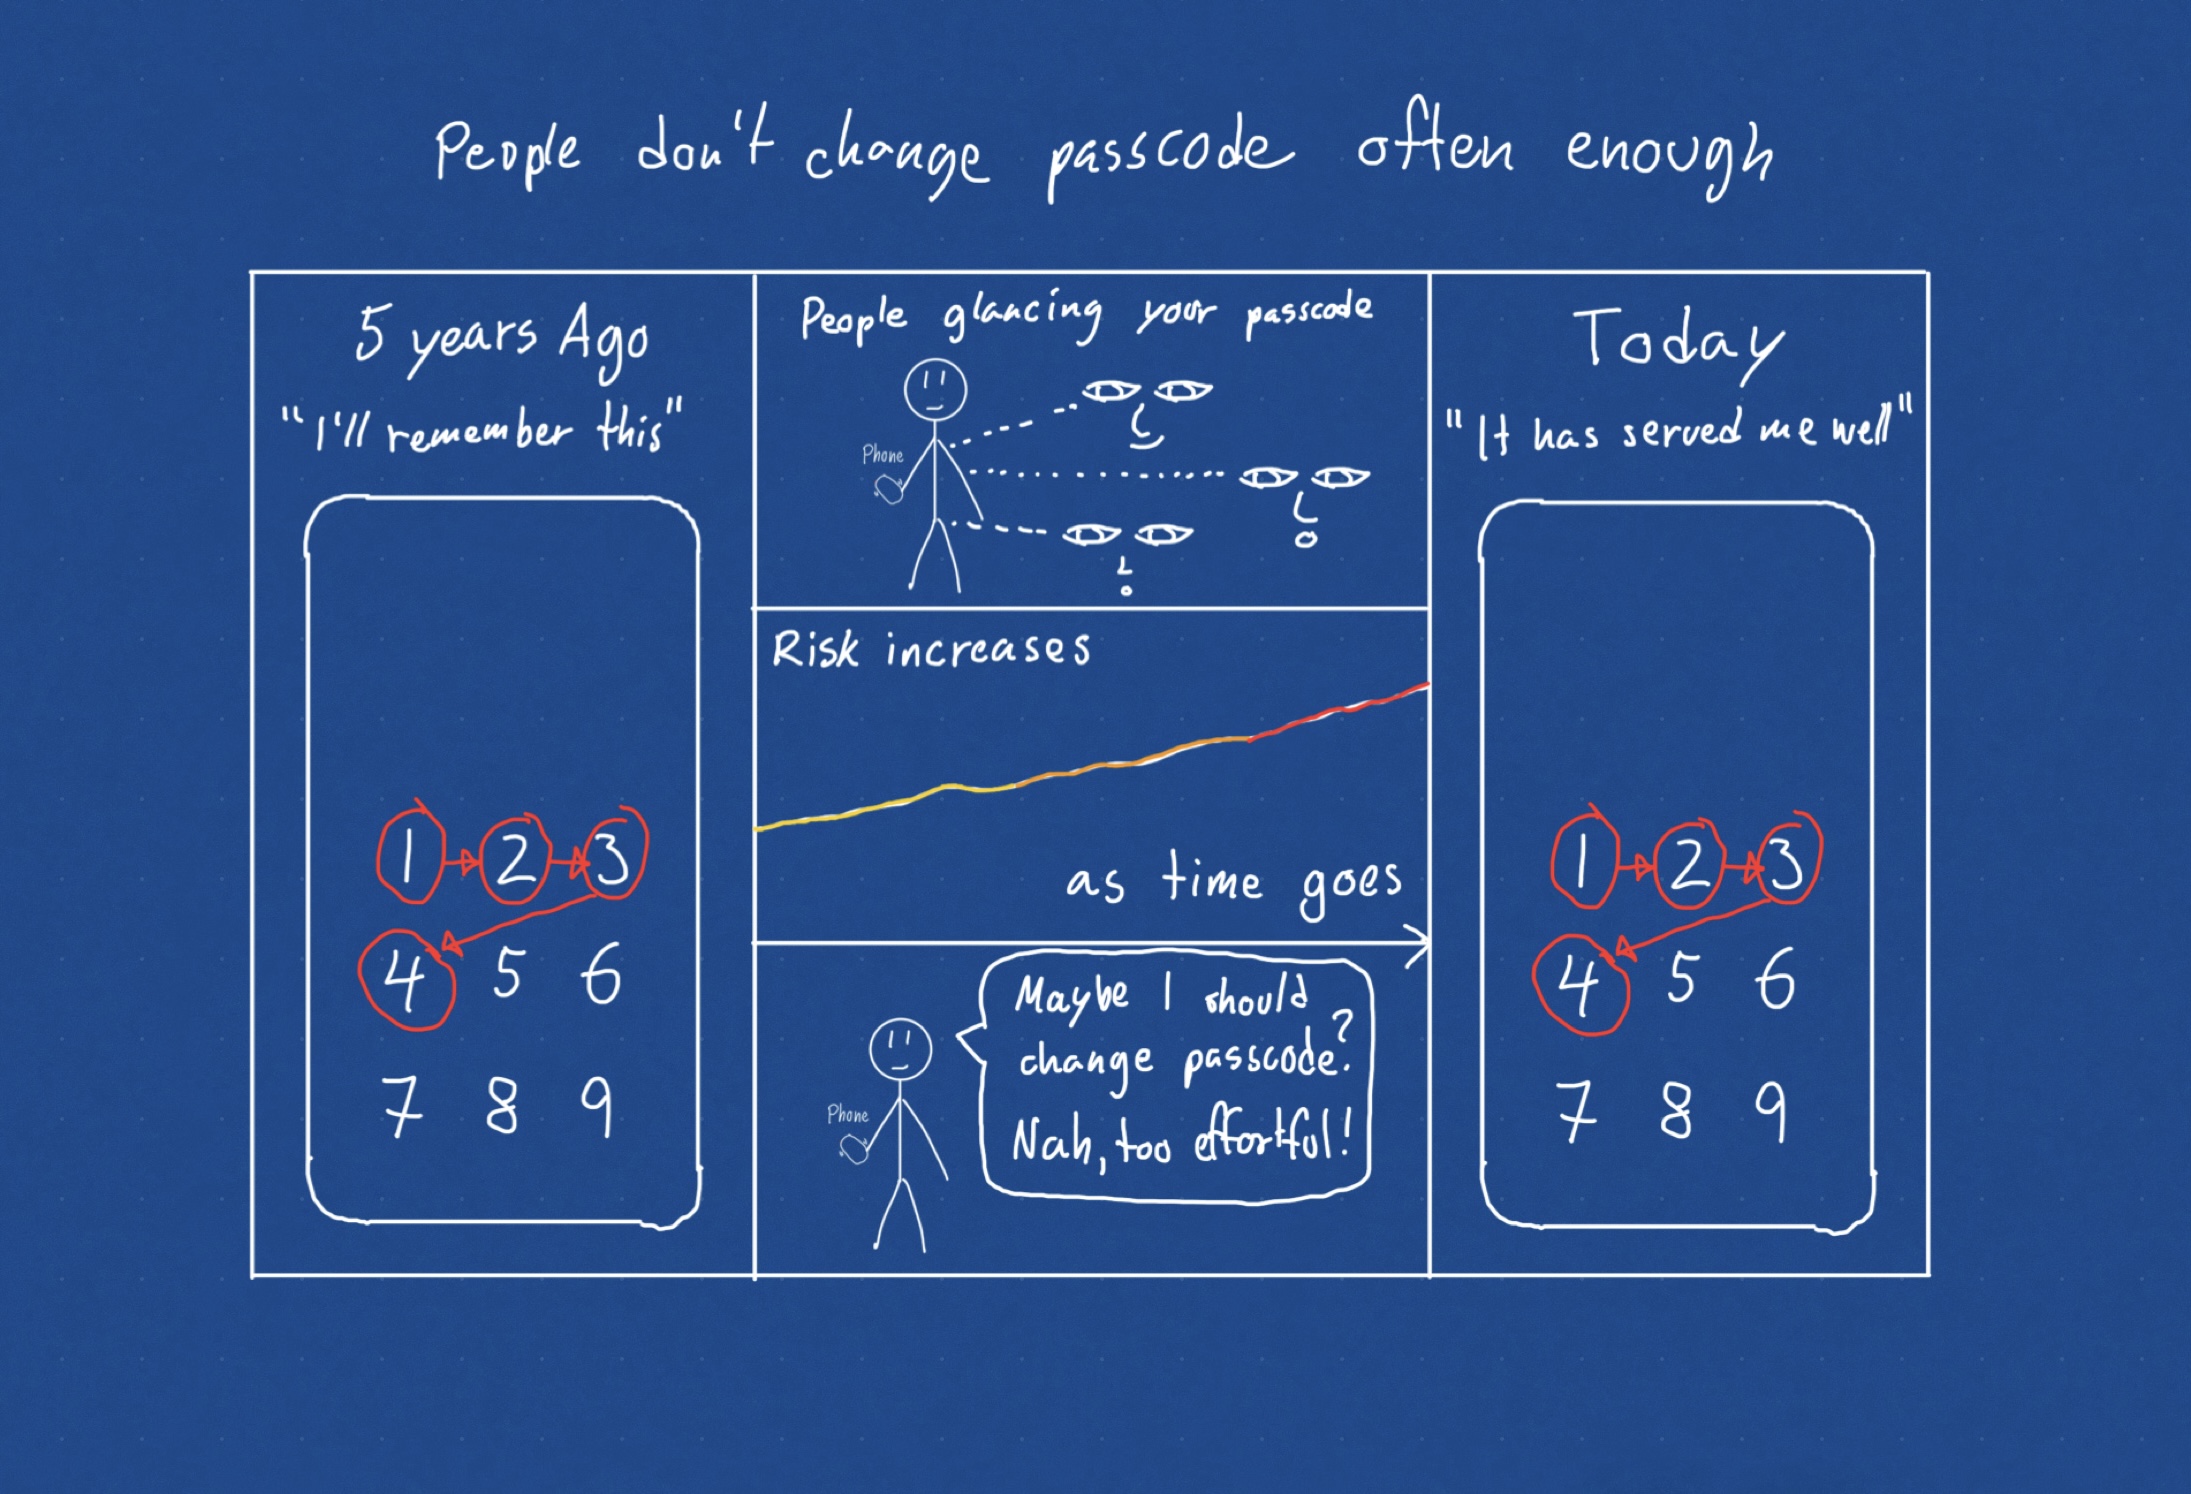 People don't change passcode often enough
5 years Ago
"I'll remember this"
1 2 3
4 5 6
7 8 9
People glancing your passcode
Phone
Risk increases
as time goes
Maybe I should
change passcode?
Nah, too effortful!
Phone
Today
"It has served me well"
1 2 3
4 5 6
7 8 9